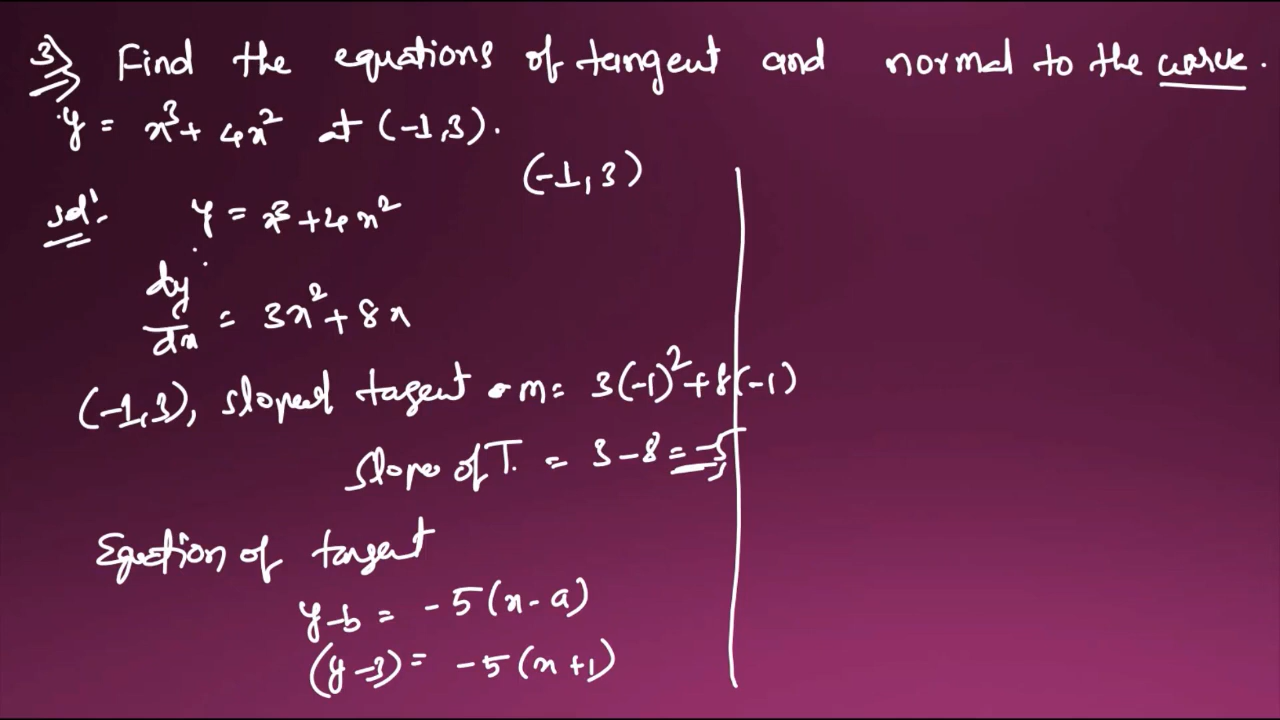 3) Find the equations of tangent and normal to the curve.
y = x³ + 4x² at (-1,3).
(-1,3)
sol: y = x³ + 4x²
dy/dx = 3x² + 8x
(-1,3), slope of tagent m = 3(-1)² + 8(-1)
Slope of T. = 3 - 8 = -5
Equation of tangent
y - b = -5(x - a)
(y - 3) = -5(x + 1)